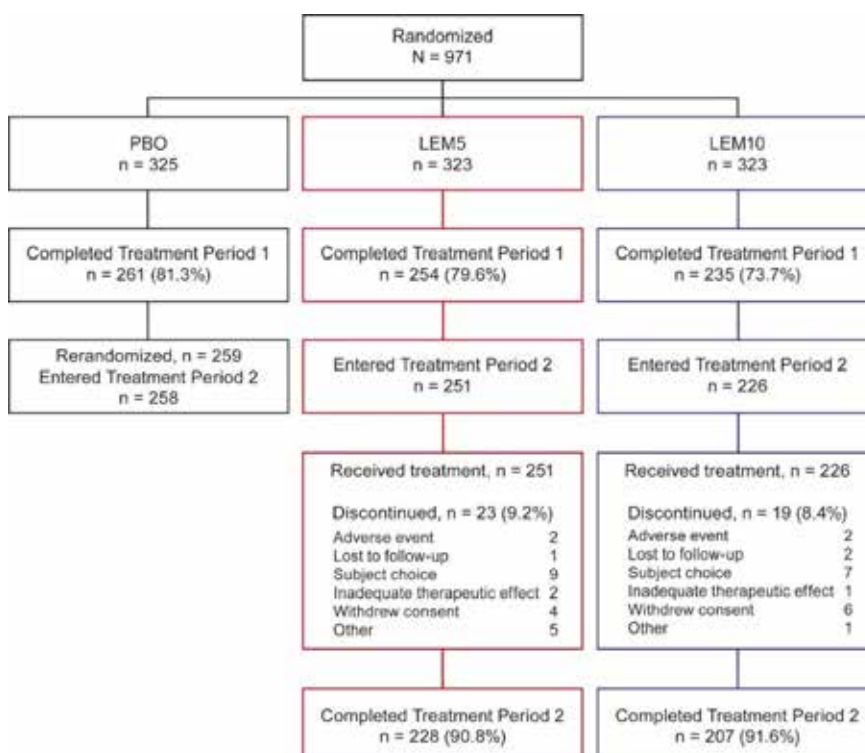 Randomized
N = 971
PBO
n = 325
LEM5
n = 323
LEM10
n = 323
Completed Treatment Period 1
n = 261 (81.3%)
Completed Treatment Period 1
n = 254 (79.6%)
Completed Treatment Period 1
n = 235 (73.7%)
Rerandomized, n = 259
Entered Treatment Period 2
n = 258
Entered Treatment Period 2
n = 251
Entered Treatment Period 2
n = 226
Received treatment, n = 251
Discontinued, n = 23 (9.2%)
Adverse event 2
Lost to follow-up 1
Subject choice 9
Inadequate therapeutic effect 2
Withdrew consent 4
Other 5
Received treatment, n = 226
Discontinued, n = 19 (8.4%)
Adverse event 2
Lost to follow-up 2
Subject choice 7
Inadequate therapeutic effect 1
Withdrew consent 6
Other 1
Completed Treatment Period 2
n = 228 (90.8%)
Completed Treatment Period 2
n = 207 (91.6%)